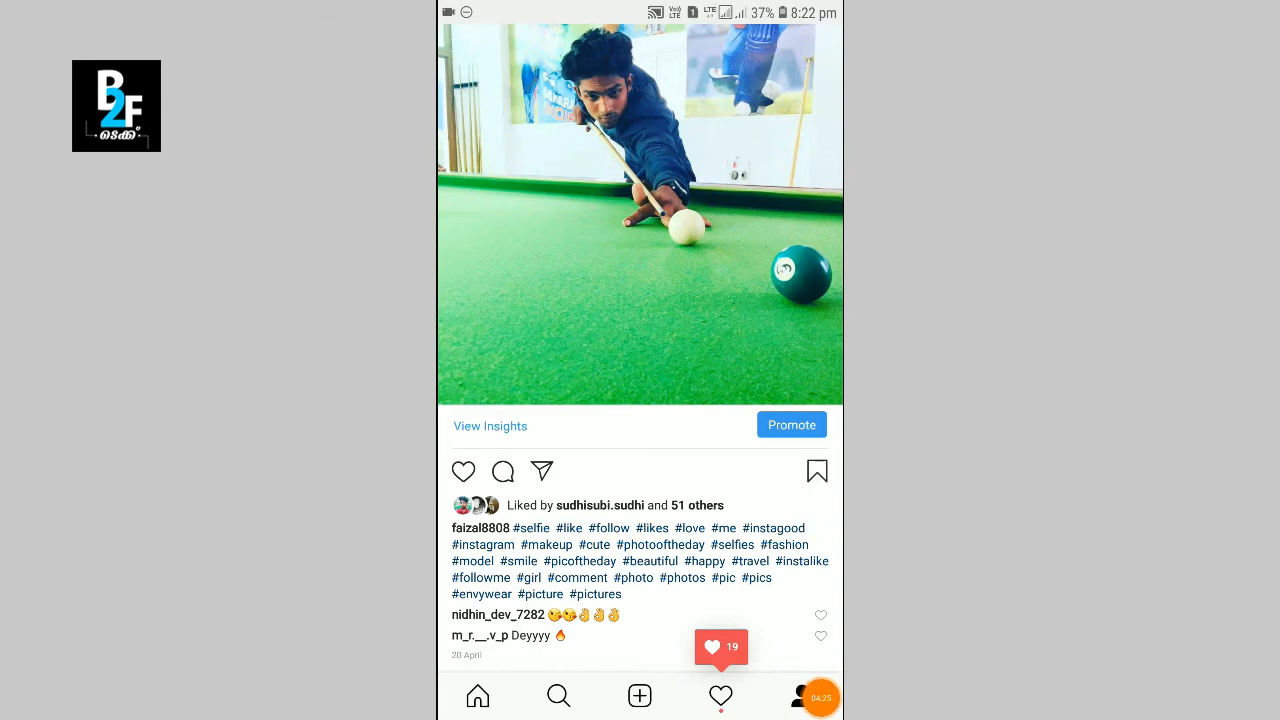 37% 8:22 pm
B2F
ടെക്ക്
View Insights
Promote
Liked by sudhisubi.sudhi and 51 others
faizal8808 #selfie #like #follow #likes #love #me #instagood
#instagram #makeup #cute #photooftheday #selfies #fashion
#model #smile #picoftheday #beautiful #happy #travel #instalike
#followme #girl #comment #photo #photos #pic #pics
#envywear #picture #pictures
nidhin_dev_7282 😘😘👌👌👌
m_r.__.v_p Deyyyy 🔥
19
20 April
04:25